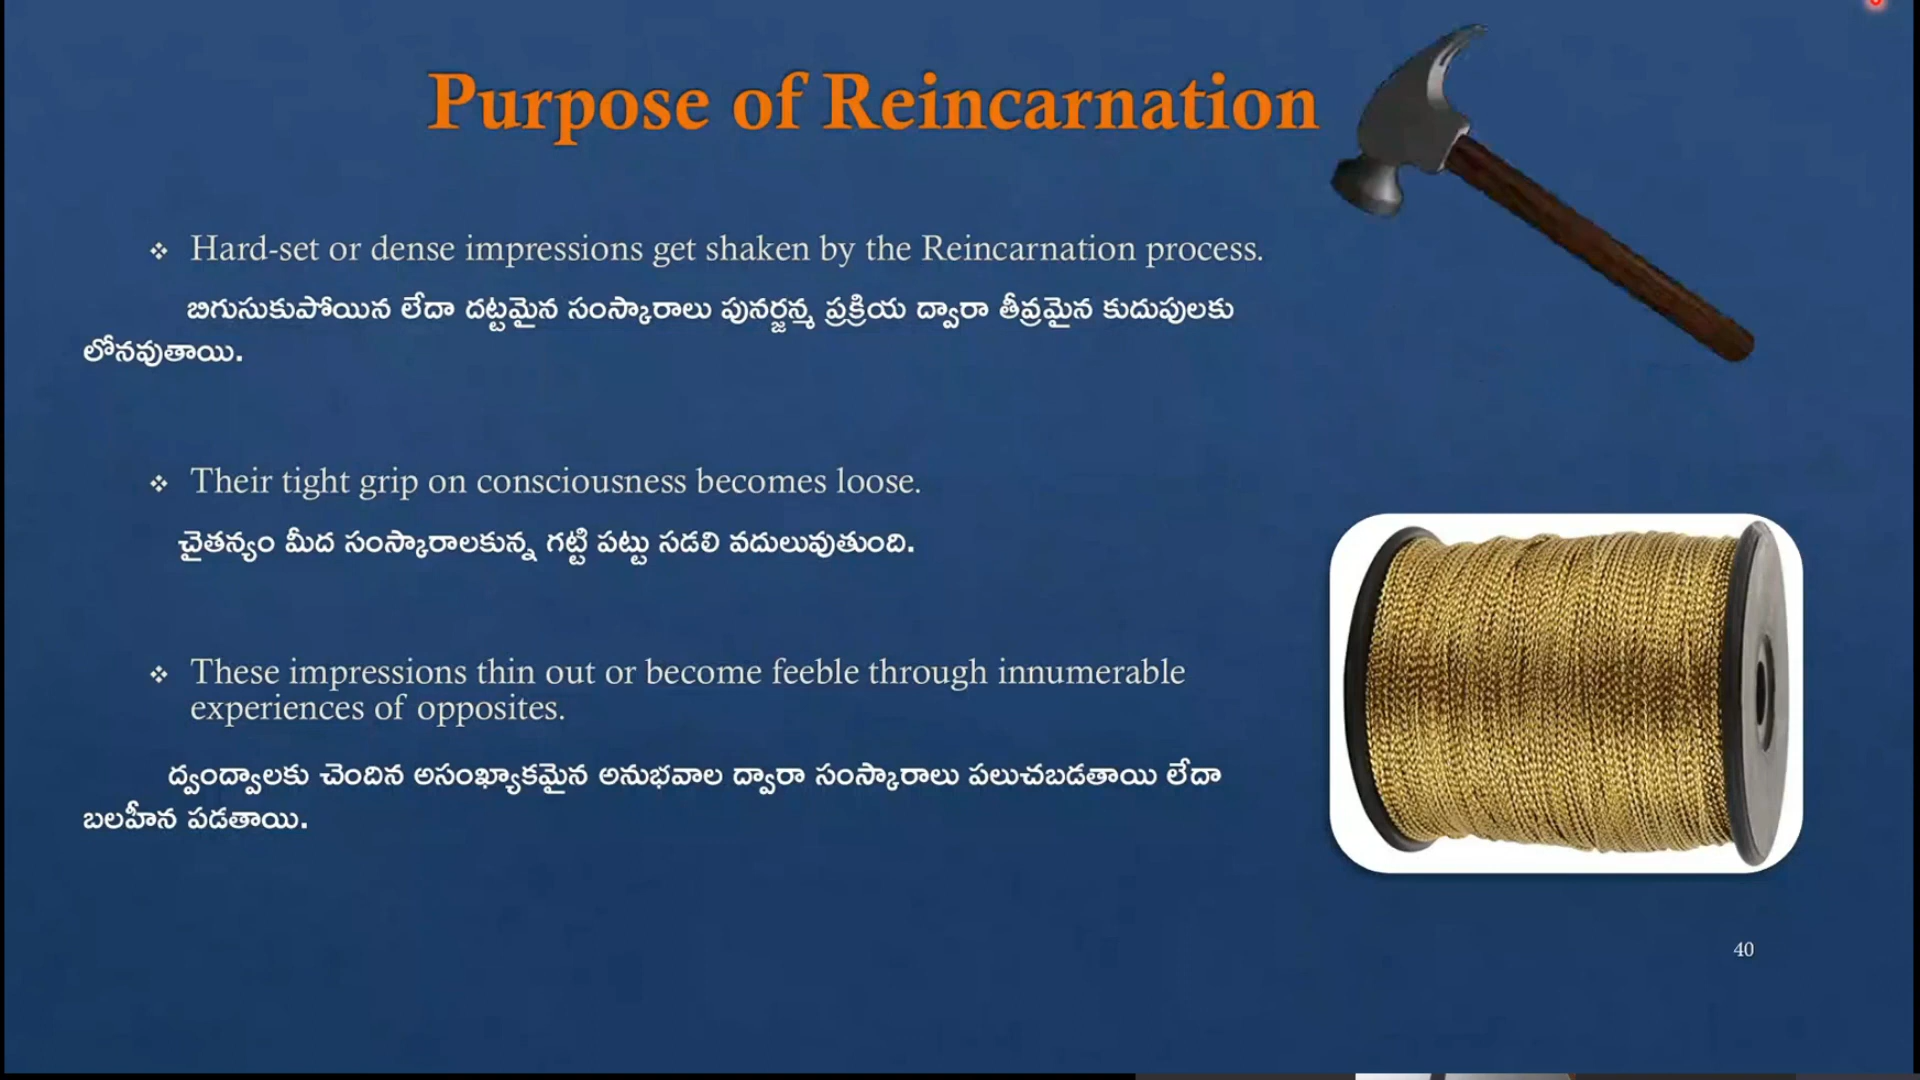 Purpose of Reincarnation
❖ Hard-set or dense impressions get shaken by the Reincarnation process.
బిగుసుకుపోయిన లేదా దట్టమైన సంస్కారాలు పునర్జన్మ ప్రక్రియ ద్వారా తీవ్రమైన కుదుపులకు
లోనవుతాయి.
❖ Their tight grip on consciousness becomes loose.
చైతన్యం మీద సంస్కారాలకున్న గట్టి పట్టు సడలి వదులువుతుంది.
❖ These impressions thin out or become feeble through innumerable
experiences of opposites.
ద్వంద్వాలకు చెందిన అసంఖ్యాకమైన అనుభవాల ద్వారా సంస్కారాలు పలుచబడతాయి లేదా
బలహీన పడతాయి.
40